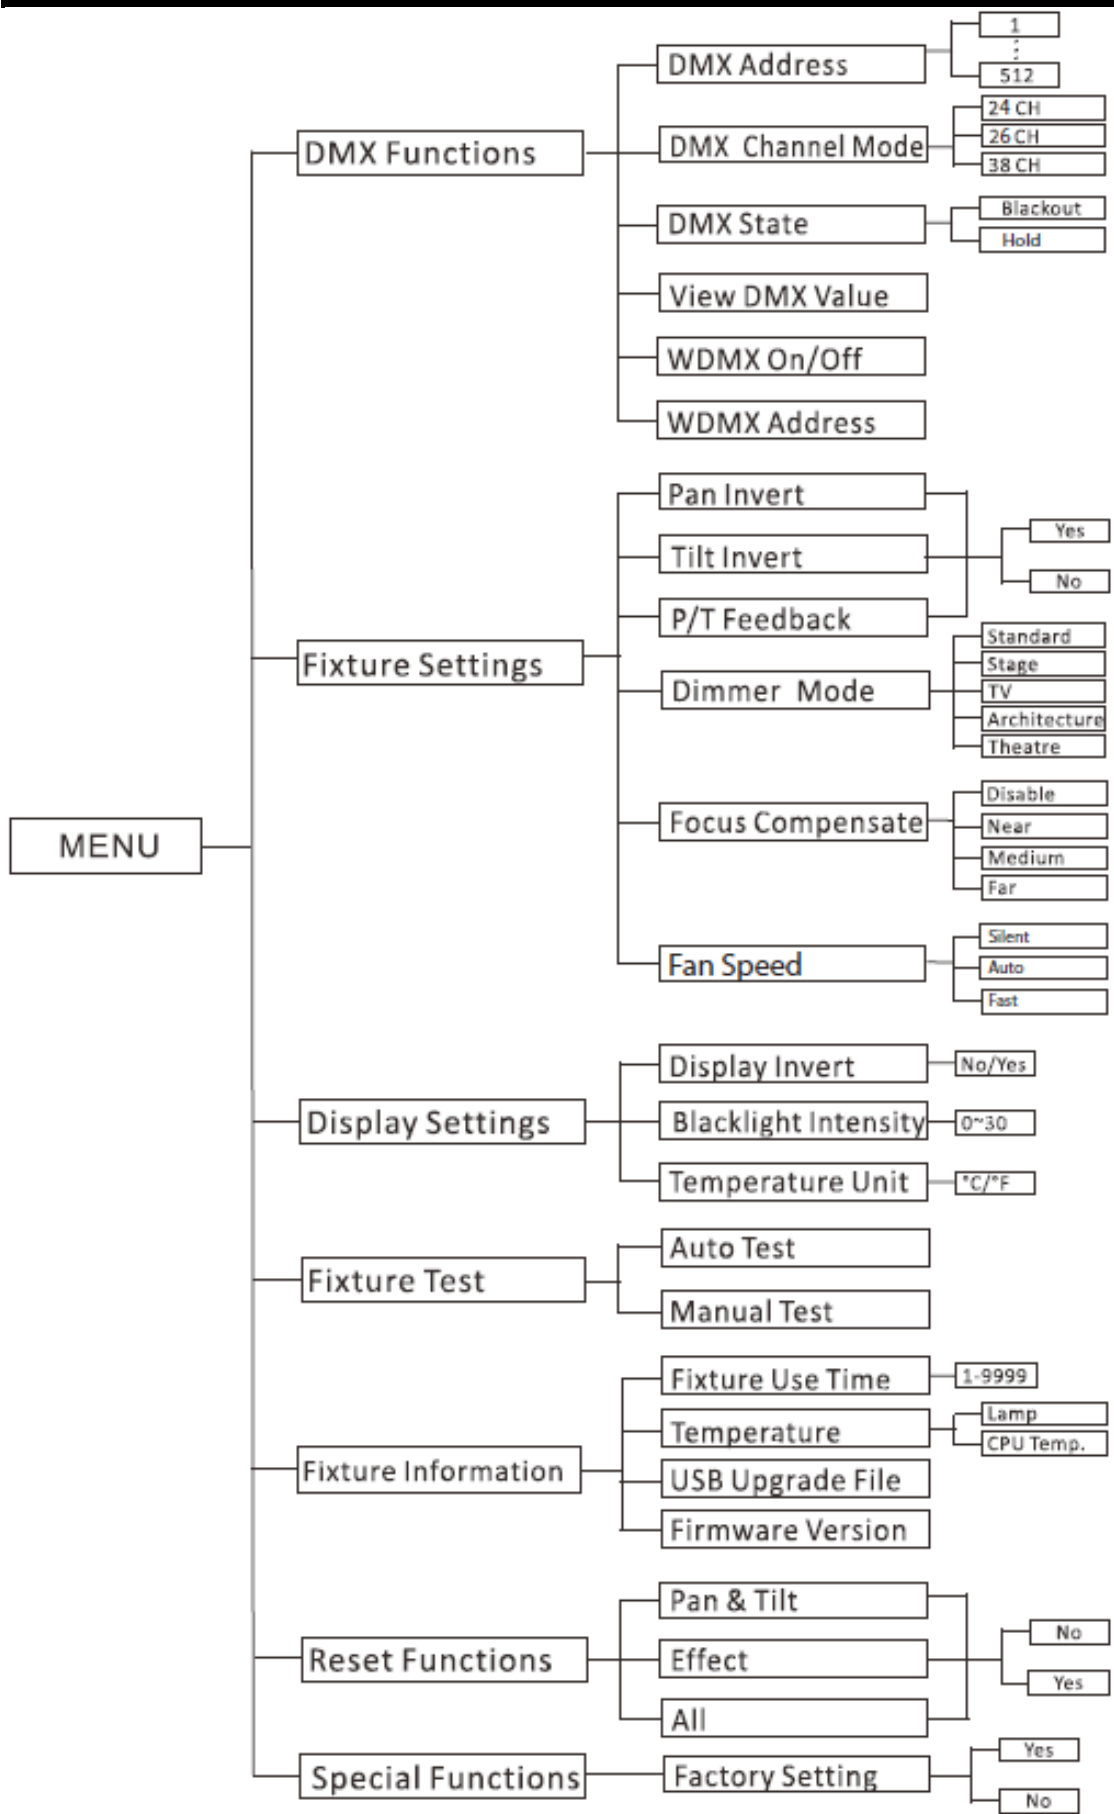 MENU
DMX Functions
DMX Address
1
512
DMX Channel Mode
24 CH
26 CH
38 CH
DMX State
Blackout
Hold
View DMX Value
WDMX On/Off
WDMX Address
Fixture Settings
Pan Invert
Tilt Invert
P/T Feedback
Yes
No
Dimmer Mode
Standard
Stage
TV
Architecture
Theatre
Focus Compensate
Disable
Near
Medium
Far
Fan Speed
Silent
Auto
Fast
Display Settings
Display Invert
No/Yes
Blacklight Intensity
0~30
Temperature Unit
°C/°F
Fixture Test
Auto Test
Manual Test
Fixture Information
Fixture Use Time
1-9999
Temperature
Lamp
CPU Temp.
USB Upgrade File
Firmware Version
Reset Functions
Pan & Tilt
Effect
All
No
Yes
Special Functions
Factory Setting
Yes
No